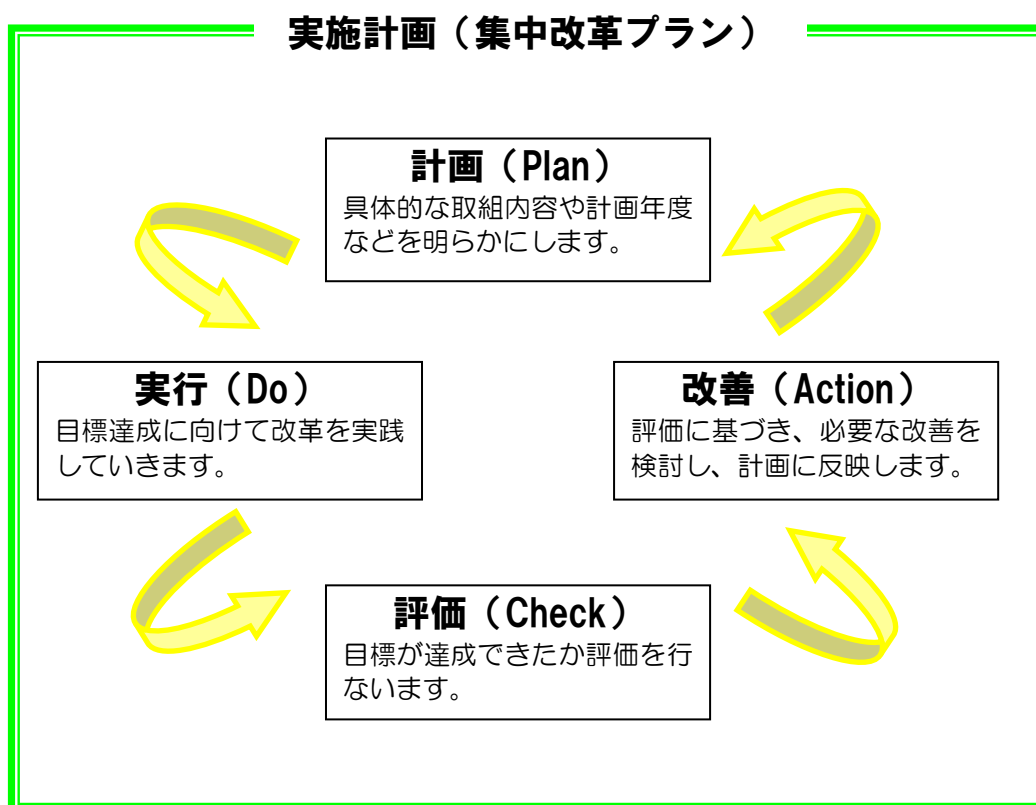 実施計画（集中改革プラン）
計画（Plan）
具体的な取組内容や計画年度
などを明らかにします。
実行（Do）
目標達成に向けて改革を実践
していきます。
改善（Action）
評価に基づき、必要な改善を
検討し、計画に反映します。
評価（Check）
目標が達成できたか評価を行
ないます。